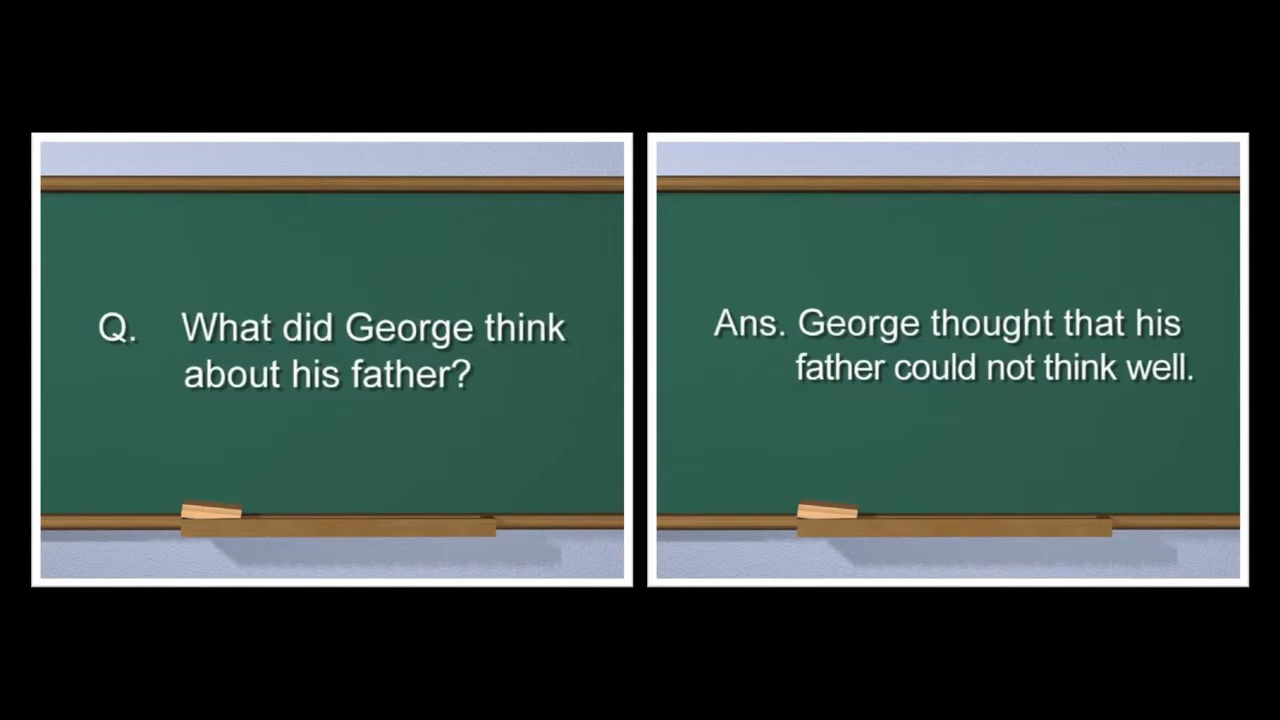 Q. What did George think
about his father?
Ans. George thought that his
father could not think well.